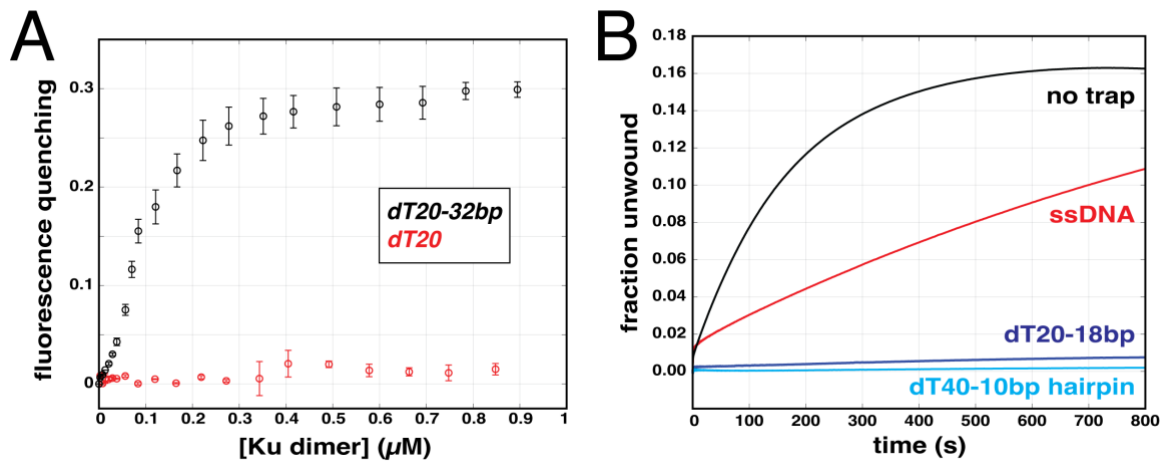 A
fluorescence quenching
0.3
0.2
0.1
0
0 0.1 0.2 0.3 0.4 0.5 0.6 0.7 0.8 0.9 1
[Ku dimer] (µM)
dT20-32bp
dT20
B
fraction unwound
0.18
0.16
0.14
0.12
0.10
0.08
0.06
0.04
0.02
0.00
0 100 200 300 400 500 600 700 800
time (s)
no trap
ssDNA
dT20-18bp
dT40-10bp hairpin